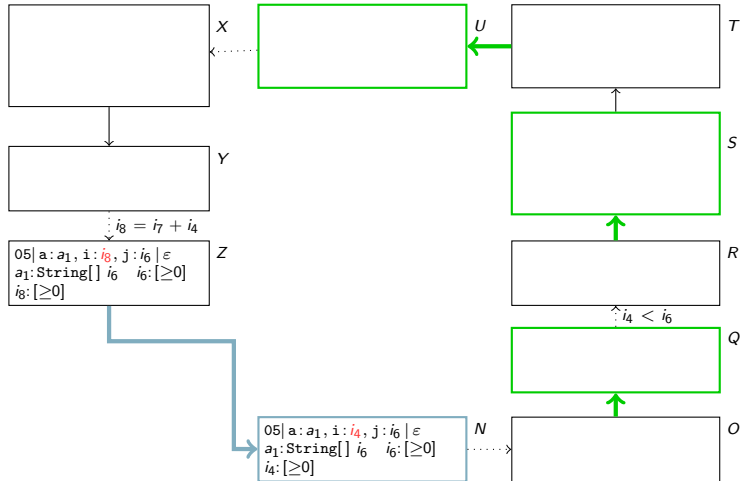 X
U
T
Y
S
i₈ = i₇ + i₄
Z
05| a: a₁, i: i₈, j: i₆ | ε
a₁: String[] i₆ i₆: [≥0]
i₈: [≥0]
R
i₄ < i₆
Q
N
05| a: a₁, i: i₄, j: i₆ | ε
a₁: String[] i₆ i₆: [≥0]
i₄: [≥0]
O